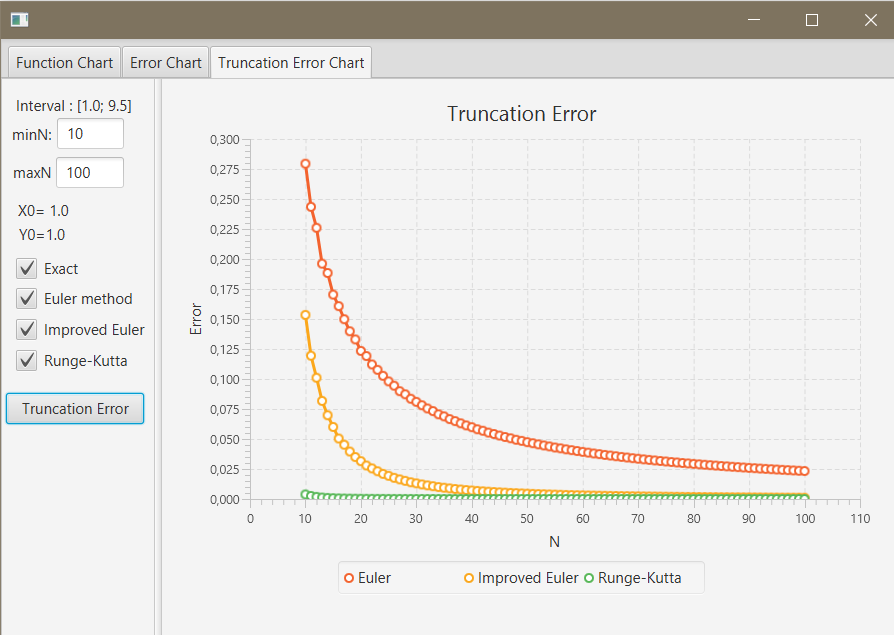 Function Chart
Error Chart
Truncation Error Chart
Interval : [1.0; 9.5]
minN: 10
maxN 100
X0= 1.0
Y0=1.0
Exact
Euler method
Improved Euler
Runge-Kutta
Truncation Error
Truncation Error
Error
0,300
0,275
0,250
0,225
0,200
0,175
0,150
0,125
0,100
0,075
0,050
0,025
0,000
0 10 20 30 40 50 60 70 80 90 100 110
N
Euler Improved Euler Runge-Kutta